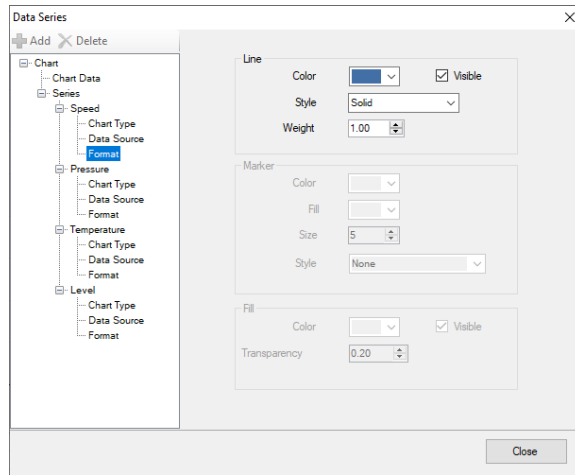 Data Series
Add Delete
Chart
Chart Data
Series
Speed
Chart Type
Data Source
Format
Pressure
Chart Type
Data Source
Format
Temperature
Chart Type
Data Source
Format
Level
Chart Type
Data Source
Format
Line
Color Visible
Style Solid
Weight 1.00
Marker
Color
Fill
Size 5
Style None
Fill
Color Visible
Transparency 0.20
Close